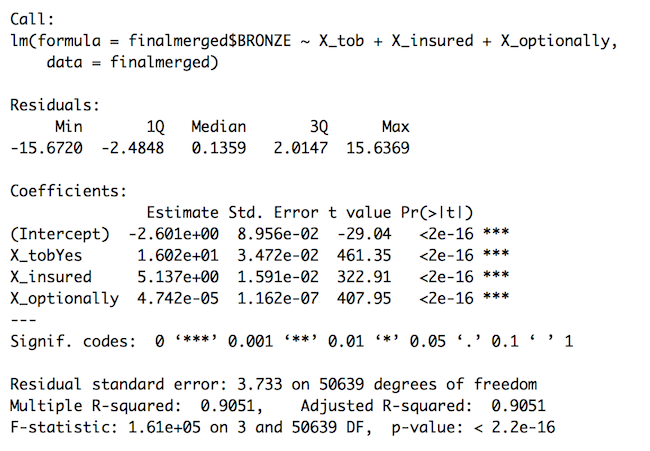 Call:
lm(formula = finalmerged$BRONZE ~ X_tob + X_insured + X_optionally,
    data = finalmerged)

Residuals:
     Min       1Q   Median       3Q      Max
-15.6720  -2.4848   0.1359   2.0147  15.6369

Coefficients:
               Estimate Std. Error t value Pr(>|t|)
(Intercept)  -2.601e+00  8.956e-02  -29.04   <2e-16 ***
X_tobYes      1.602e+01  3.472e-02  461.35   <2e-16 ***
X_insured     5.137e+00  1.591e-02  322.91   <2e-16 ***
X_optionally  4.742e-05  1.162e-07  407.95   <2e-16 ***
---
Signif. codes:  0 ‘***’ 0.001 ‘**’ 0.01 ‘*’ 0.05 ‘.’ 0.1 ‘ ’ 1

Residual standard error: 3.733 on 50639 degrees of freedom
Multiple R-squared:  0.9051,    Adjusted R-squared:  0.9051
F-statistic: 1.61e+05 on 3 and 50639 DF,  p-value: < 2.2e-16